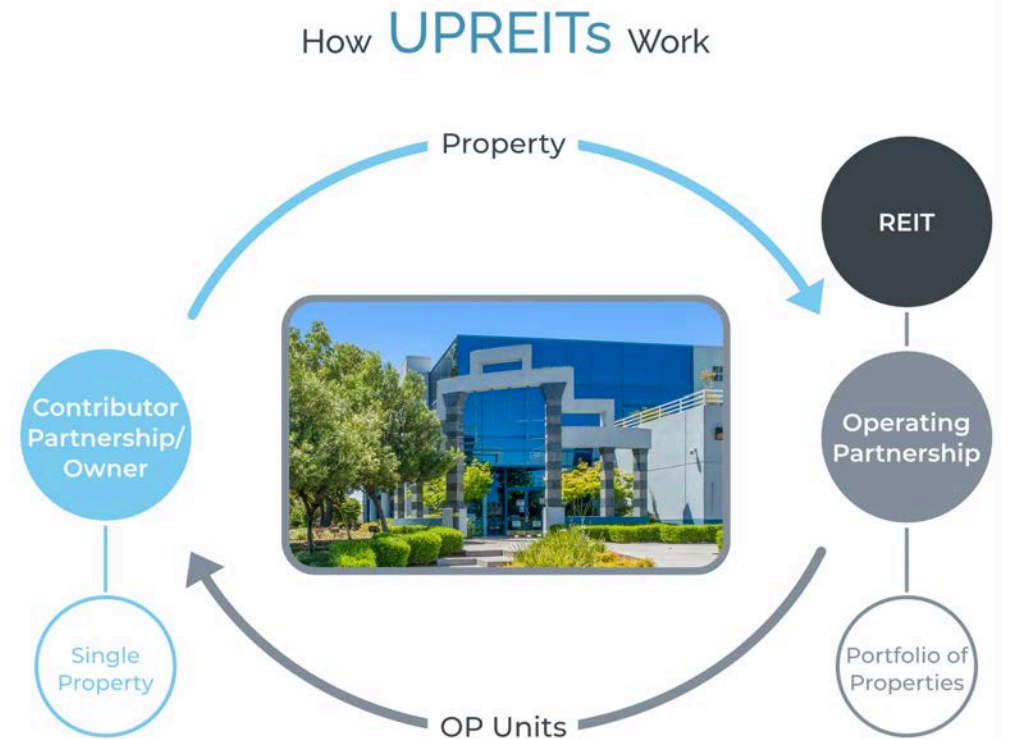 How UPREITs Work
Property
REIT
Contributor
Partnership/
Owner
Operating
Partnership
Single
Property
Portfolio of
Properties
OP Units